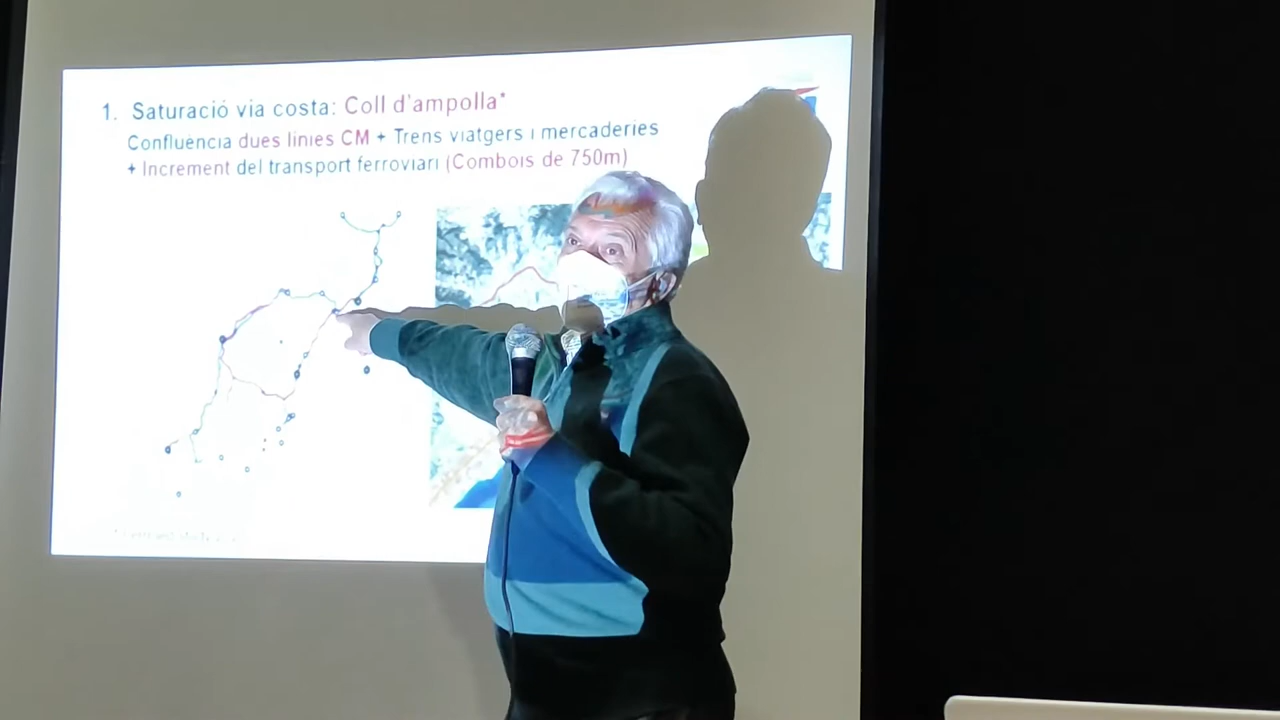 1. Saturació via costa: Coll d'ampolla*
Confluència dues línies CM + Trens viatgers i mercaderies
+ Increment del transport ferroviari (Combois de 750m)